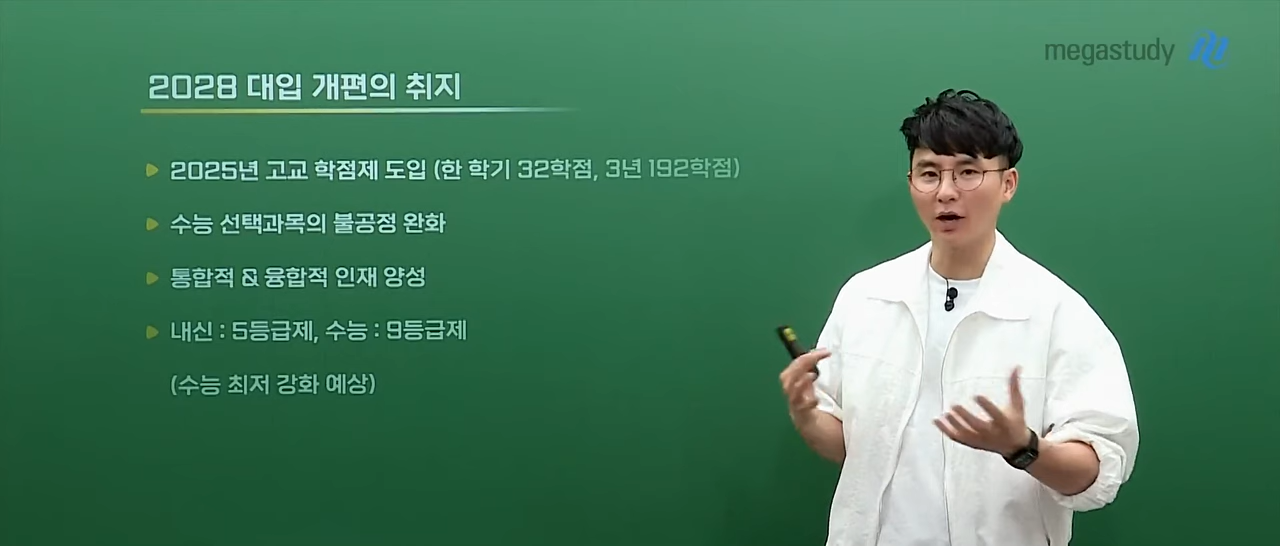 megastudy
2028 대입 개편의 취지
2025년 고교 학점제 도입 (한 학기 32학점, 3년 192학점)
수능 선택과목의 불공정 완화
통합적 & 융합적 인재 양성
내신 : 5등급제, 수능 : 9등급제
(수능 최저 강화 예상)